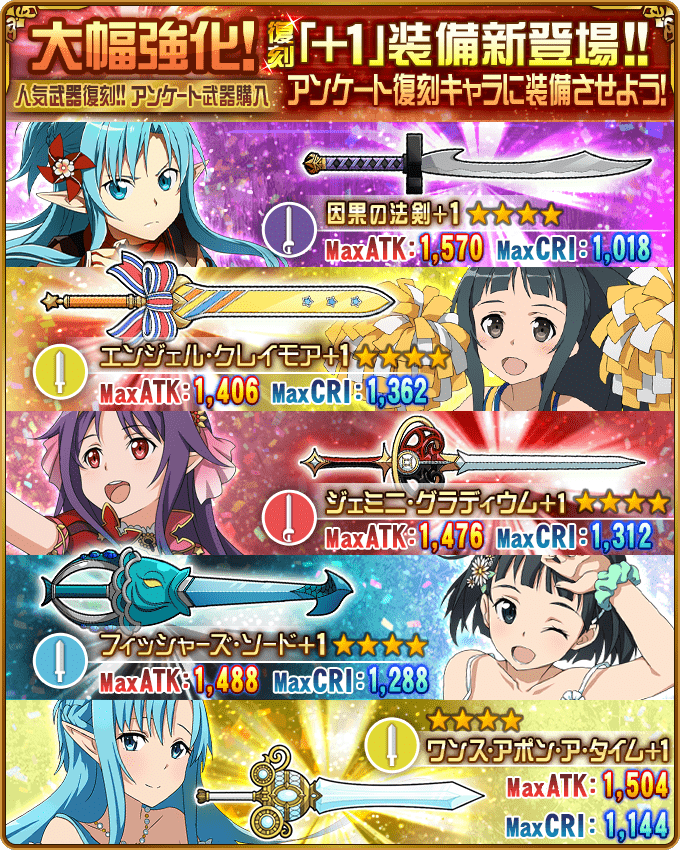 大幅強化!
復刻「+1」装備新登場!!
人気武器復刻!! アンケート武器購入
アンケート復刻キャラに装備させよう!
因果の法剣+1 ★★★★
MaxATK:1,570 MaxCRI:1,018
エンジェル・クレイモア+1 ★★★★
MaxATK:1,406 MaxCRI:1,362
ジェミニ・グラディウム+1 ★★★★
MaxATK:1,476 MaxCRI:1,312
フィッシャーズ・ソード+1 ★★★★
MaxATK:1,488 MaxCRI:1,288
★★★★
ワンス・アポン・ア・タイム+1
MaxATK:1,504
MaxCRI:1,144